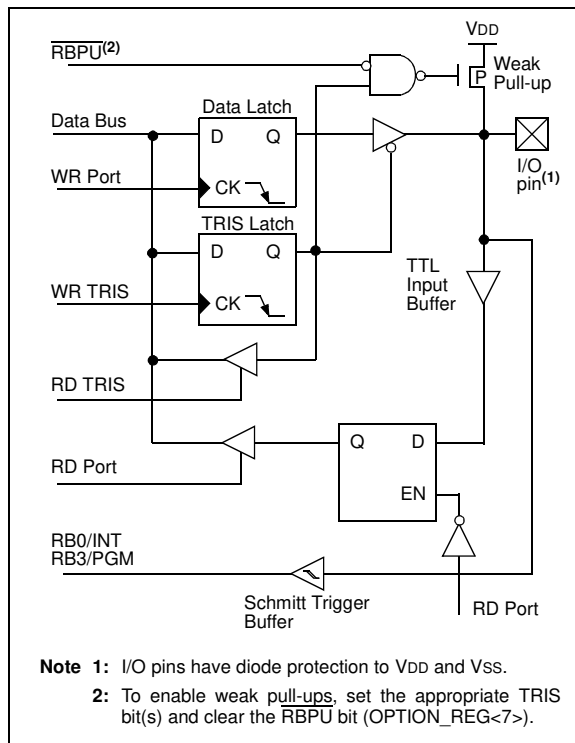 VDD
RBPU(2)
Weak
Pull-up
P
Data Bus
Data Latch
D Q
WR Port
CK
I/O
pin(1)
TRIS Latch
D Q
TTL
Input
Buffer
WR TRIS
CK
RD TRIS
Q D
RD Port
EN
RB0/INT
RB3/PGM
Schmitt Trigger
Buffer
RD Port
Note 1: I/O pins have diode protection to VDD and VSS.
2: To enable weak pull-ups, set the appropriate TRIS
bit(s) and clear the RBPU bit (OPTION_REG<7>).